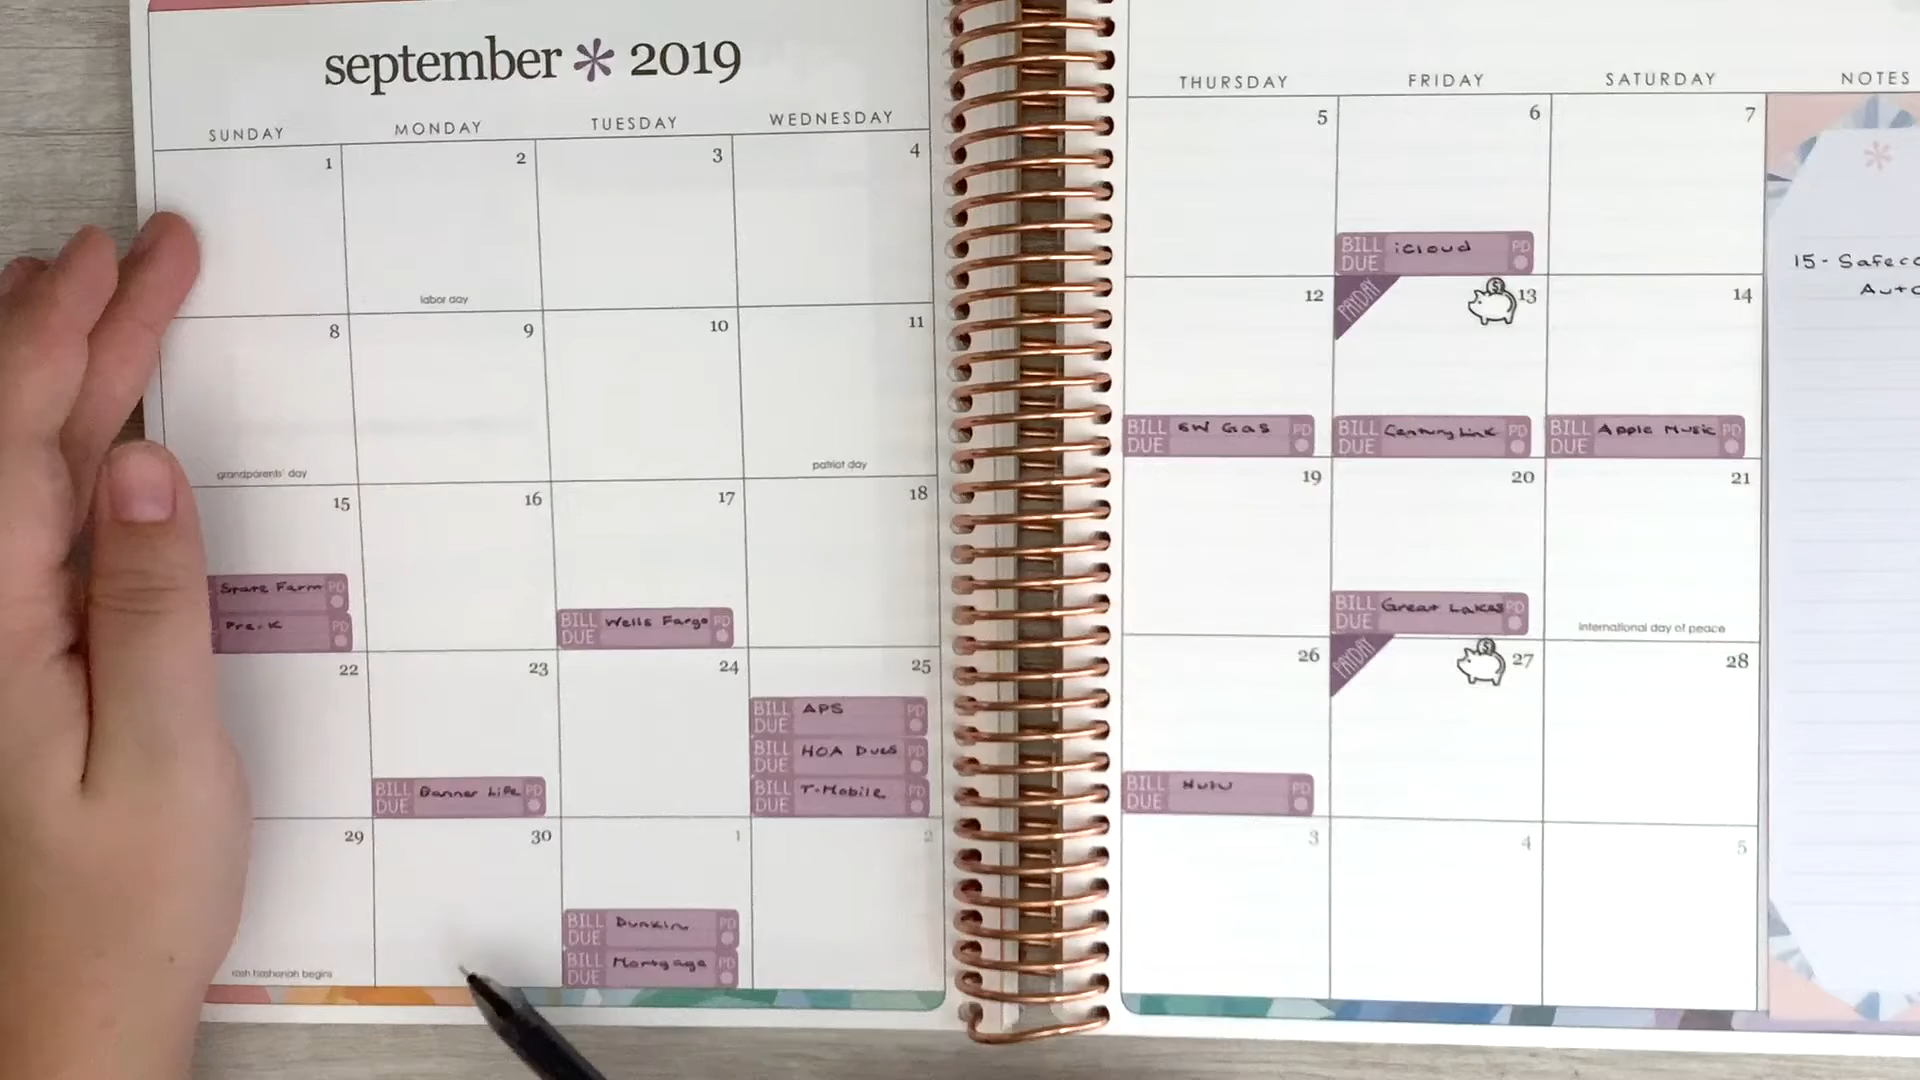 september * 2019
SUNDAY MONDAY TUESDAY WEDNESDAY
THURSDAY FRIDAY SATURDAY NOTES
1 2 3 4 5 6 7
labor day
BILL DUE icloud PD
8 9 10 11 12 13 14
PAYDAY
$
grandparents' day
patriot day
BILL DUE SW Gas PD
BILL DUE CenturyLink PD
BILL DUE Apple Music PD
15 16 17 18 19 20 21
Spare Farm PD
Pre-K PD
BILL DUE Wells Fargo PD
BILL DUE Great Lakes PD
international day of peace
22 23 24 25 26 27 28
PAYDAY
$
BILL DUE Banner Life PD
BILL DUE APS PD
BILL DUE HOA Dues PD
BILL DUE T-Mobile PD
BILL DUE Hulu PD
29 30 1 2 3 4 5
rosh hashanah begins
BILL DUE Dunkin PD
BILL DUE Mortgage PD
15 - Safeco
Auto